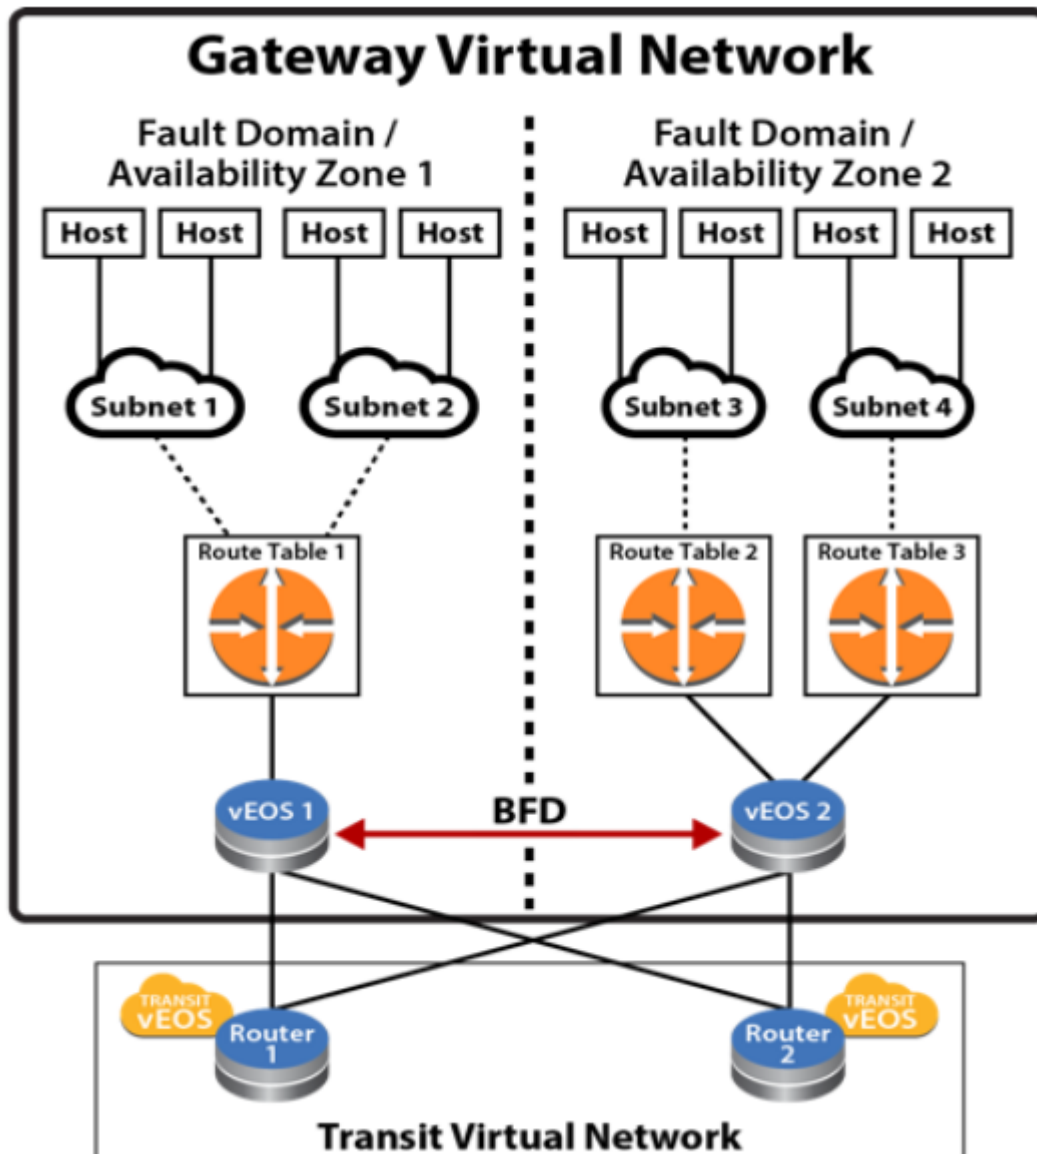 Gateway Virtual Network
Fault Domain /
Availability Zone 1
Fault Domain /
Availability Zone 2
Host
Host
Host
Host
Host
Host
Host
Host
Subnet 1
Subnet 2
Subnet 3
Subnet 4
Route Table 1
Route Table 2
Route Table 3
vEOS 1
BFD
vEOS 2
TRANSIT
vEOS
Router
1
Router
2
TRANSIT
vEOS
Transit Virtual Network